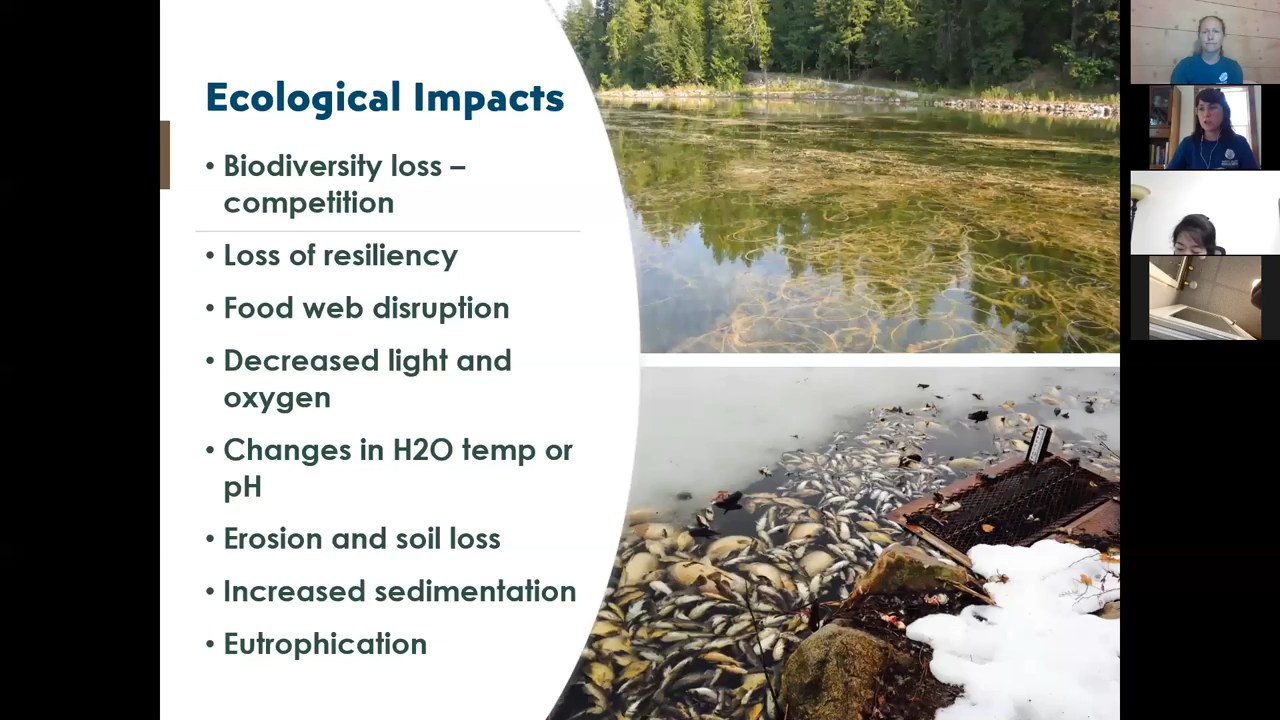 Ecological Impacts
• Biodiversity loss –
competition
• Loss of resiliency
• Food web disruption
• Decreased light and
oxygen
• Changes in H2O temp or
pH
• Erosion and soil loss
• Increased sedimentation
• Eutrophication